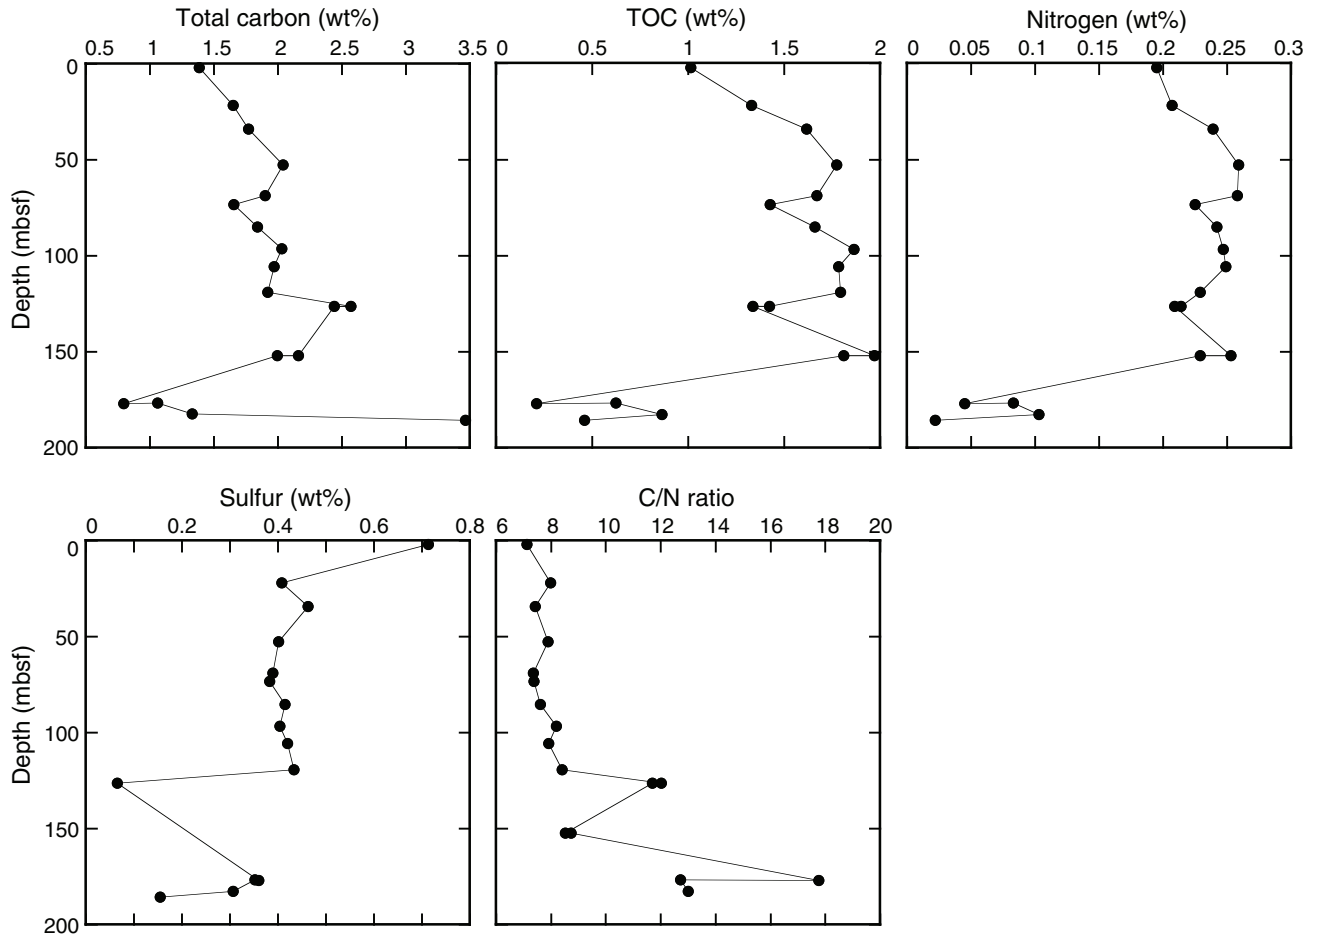 Total carbon (wt%) TOC (wt%) Nitrogen (wt%)
0.5 1 1.5 2 2.5 3 3.5 0 0.5 1 1.5 2 0 0.05 0.1 0.15 0.2 0.25 0.3
0
50
100
150
200
Depth (mbsf)
Sulfur (wt%) C/N ratio
0 0.2 0.4 0.6 0.8 6 8 10 12 14 16 18 20
0
50
100
150
200
Depth (mbsf)